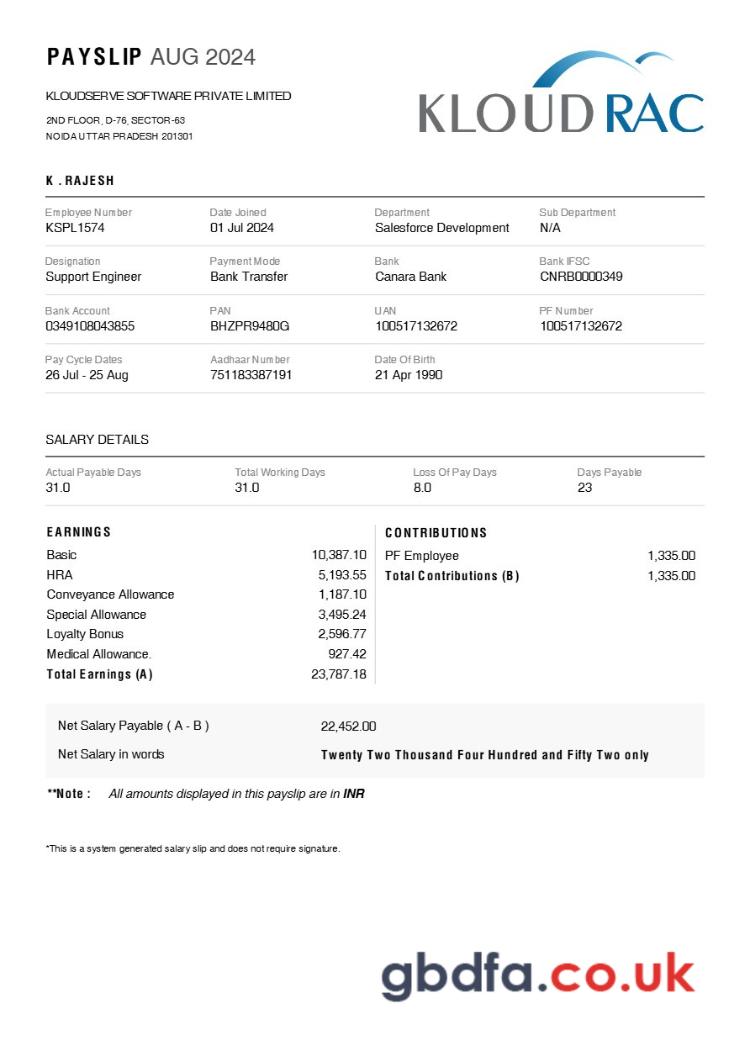 PAYSLIP AUG 2024
KLOUDSERVE SOFTWARE PRIVATE LIMITED
2ND FLOOR, D-76, SECTOR-63
NOIDA UTTAR PRADESH 201301
KLOUDRAC
K . RAJESH
Employee Number Date Joined Department Sub Department
KSPL1574 01 Jul 2024 Salesforce Development N/A
Designation Payment Mode Bank Bank IFSC
Support Engineer Bank Transfer Canara Bank CNRB0000349
Bank Account PAN UAN PF Number
0349108043855 BHZPR9480G 100517132672 100517132672
Pay Cycle Dates Aadhaar Number Date Of Birth
26 Jul - 25 Aug 751183387191 21 Apr 1990
SALARY DETAILS
Actual Payable Days Total Working Days Loss Of Pay Days Days Payable
31.0 31.0 8.0 23
EARNINGS
Basic 10,387.10
HRA 5,193.55
Conveyance Allowance 1,187.10
Special Allowance 3,495.24
Loyalty Bonus 2,596.77
Medical Allowance. 927.42
Total Earnings (A) 23,787.18
CONTRIBUTIONS
PF Employee 1,335.00
Total Contributions (B) 1,335.00
Net Salary Payable ( A - B ) 22,452.00
Net Salary in words Twenty Two Thousand Four Hundred and Fifty Two only
**Note : All amounts displayed in this payslip are in INR
*This is a system generated salary slip and does not require signature.
gbdfa.co.uk